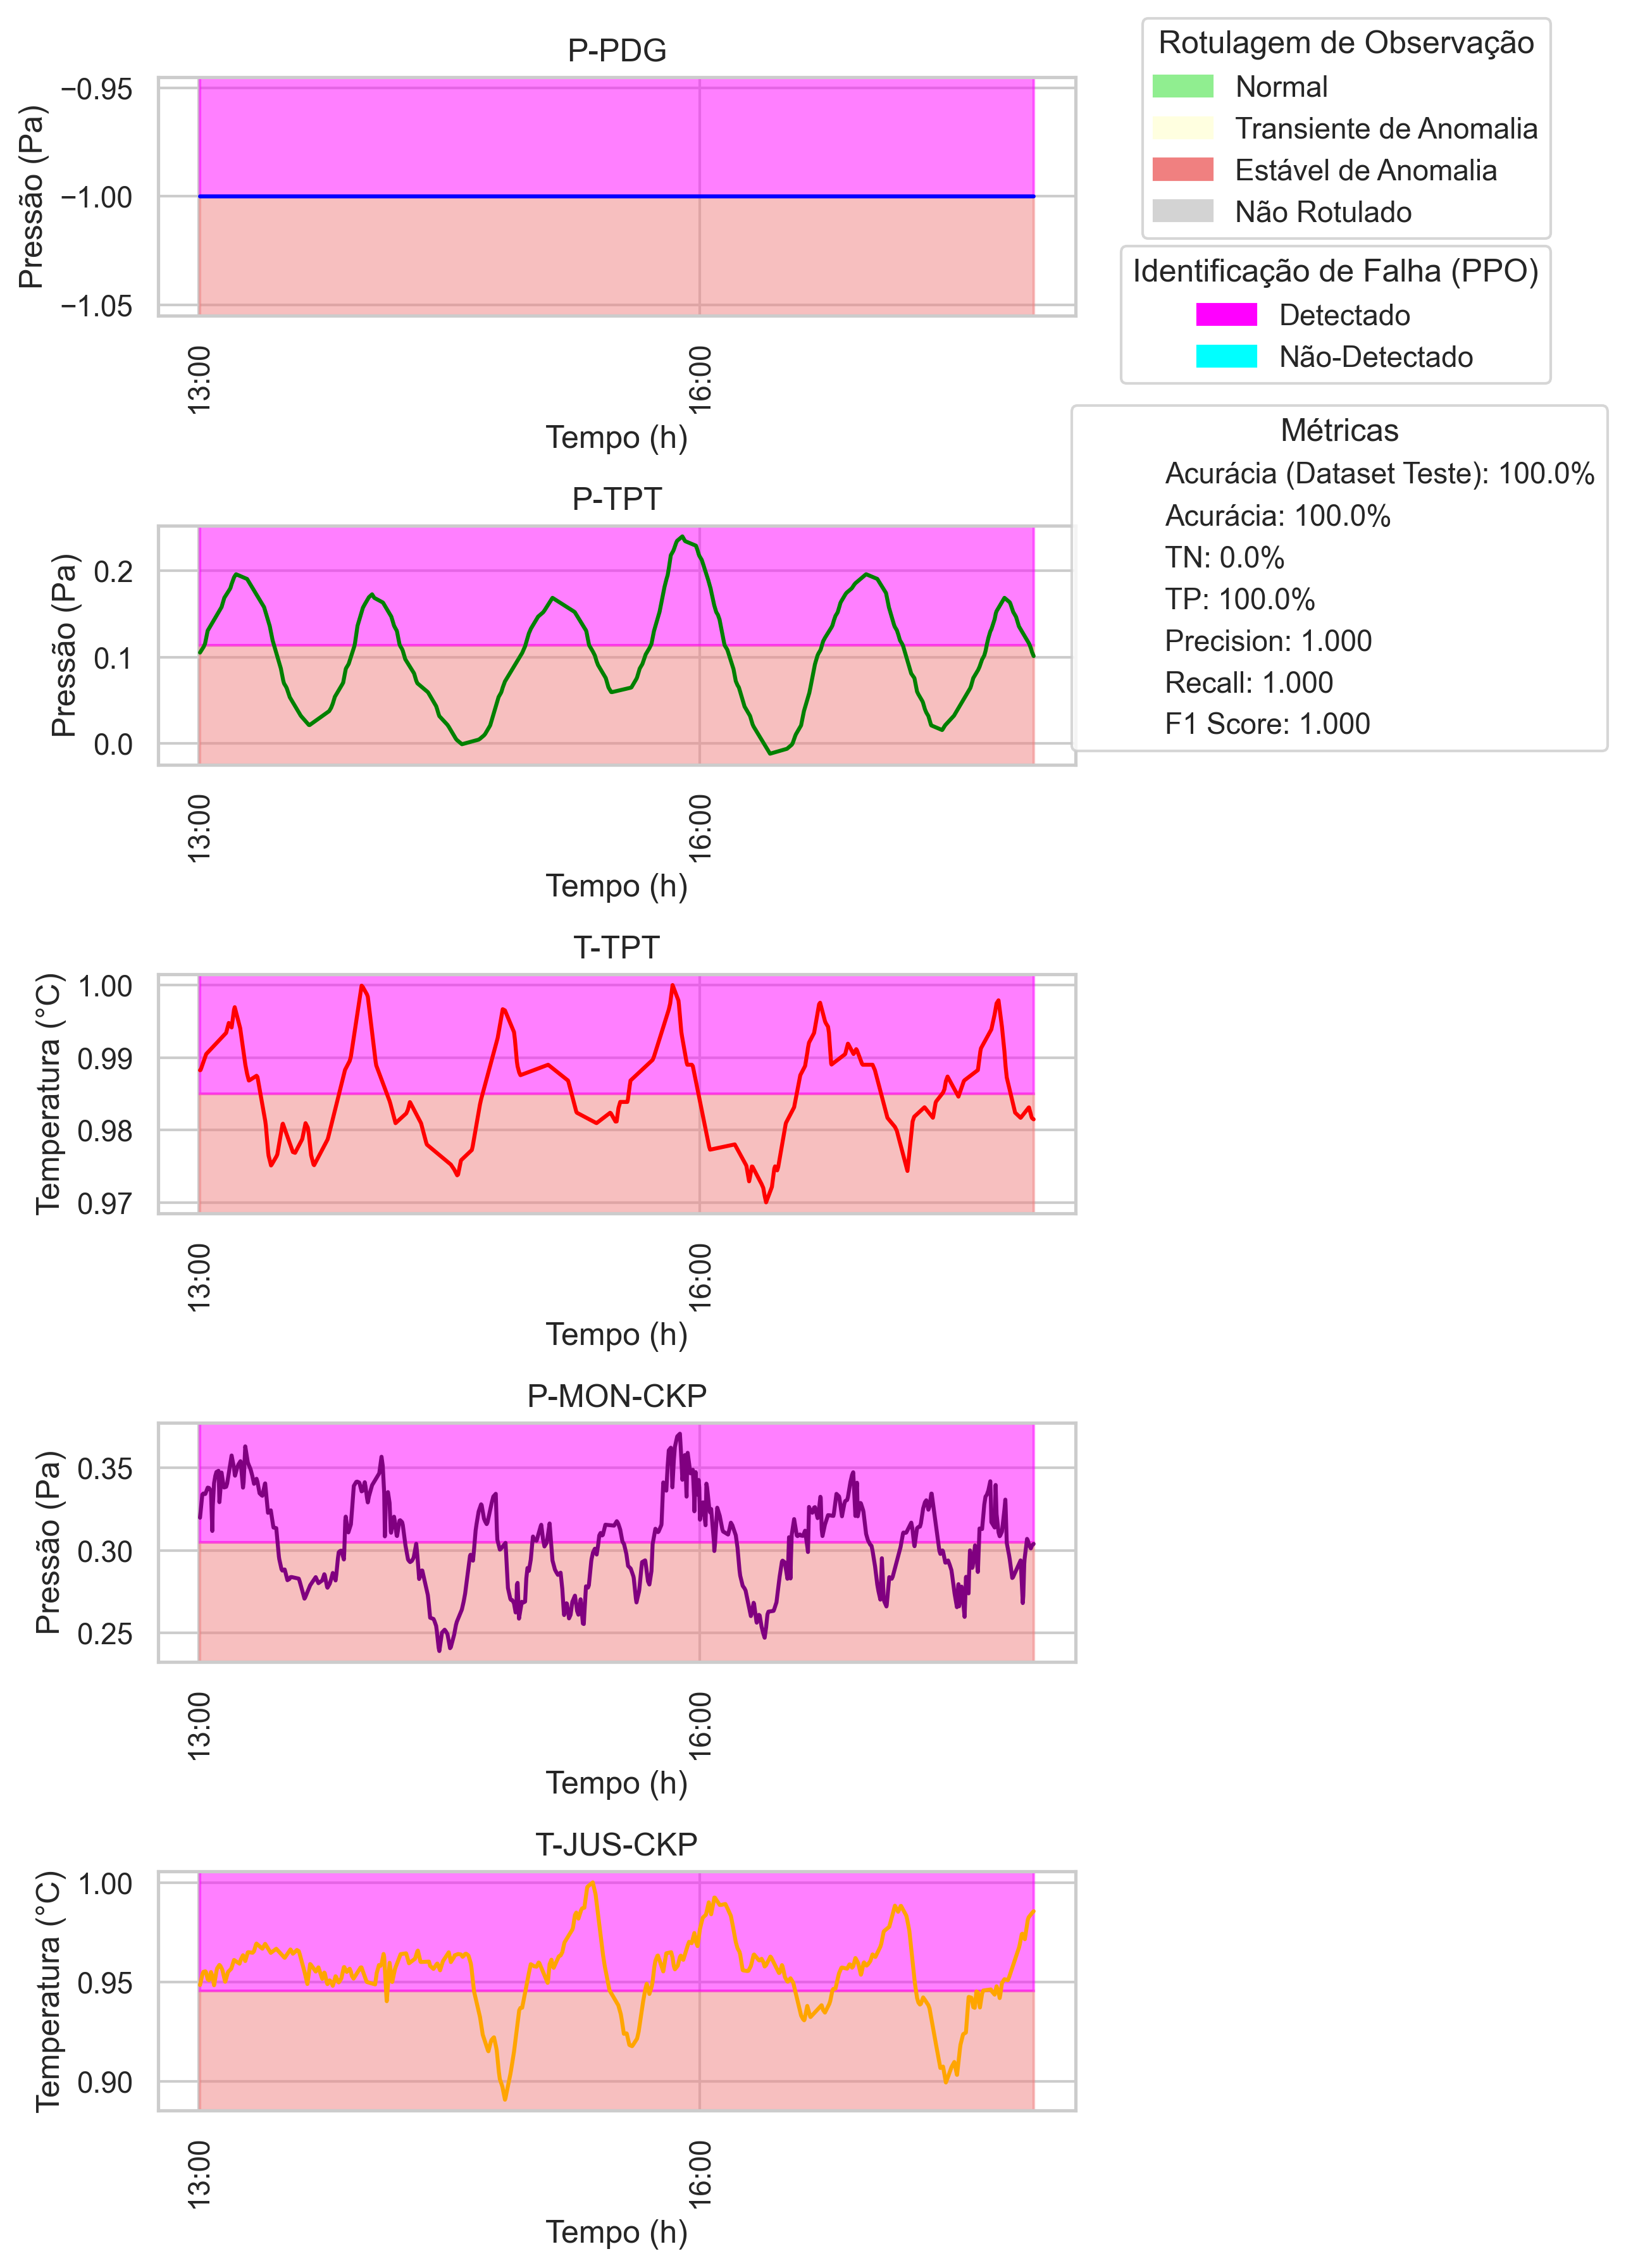 P-PDG
Pressão (Pa)
−0.95
−1.00
−1.05
13:00
16:00
Tempo (h)
Rotulagem de Observação
Normal
Transiente de Anomalia
Estável de Anomalia
Não Rotulado
Identificação de Falha (PPO)
Detectado
Não-Detectado
Métricas
Acurácia (Dataset Teste): 100.0%
Acurácia: 100.0%
TN: 0.0%
TP: 100.0%
Precision: 1.000
Recall: 1.000
F1 Score: 1.000
P-TPT
Pressão (Pa)
0.2
0.1
0.0
13:00
16:00
Tempo (h)
T-TPT
Temperatura (°C)
1.00
0.99
0.98
0.97
13:00
16:00
Tempo (h)
P-MON-CKP
Pressão (Pa)
0.35
0.30
0.25
13:00
16:00
Tempo (h)
T-JUS-CKP
Temperatura (°C)
1.00
0.95
0.90
13:00
16:00
Tempo (h)